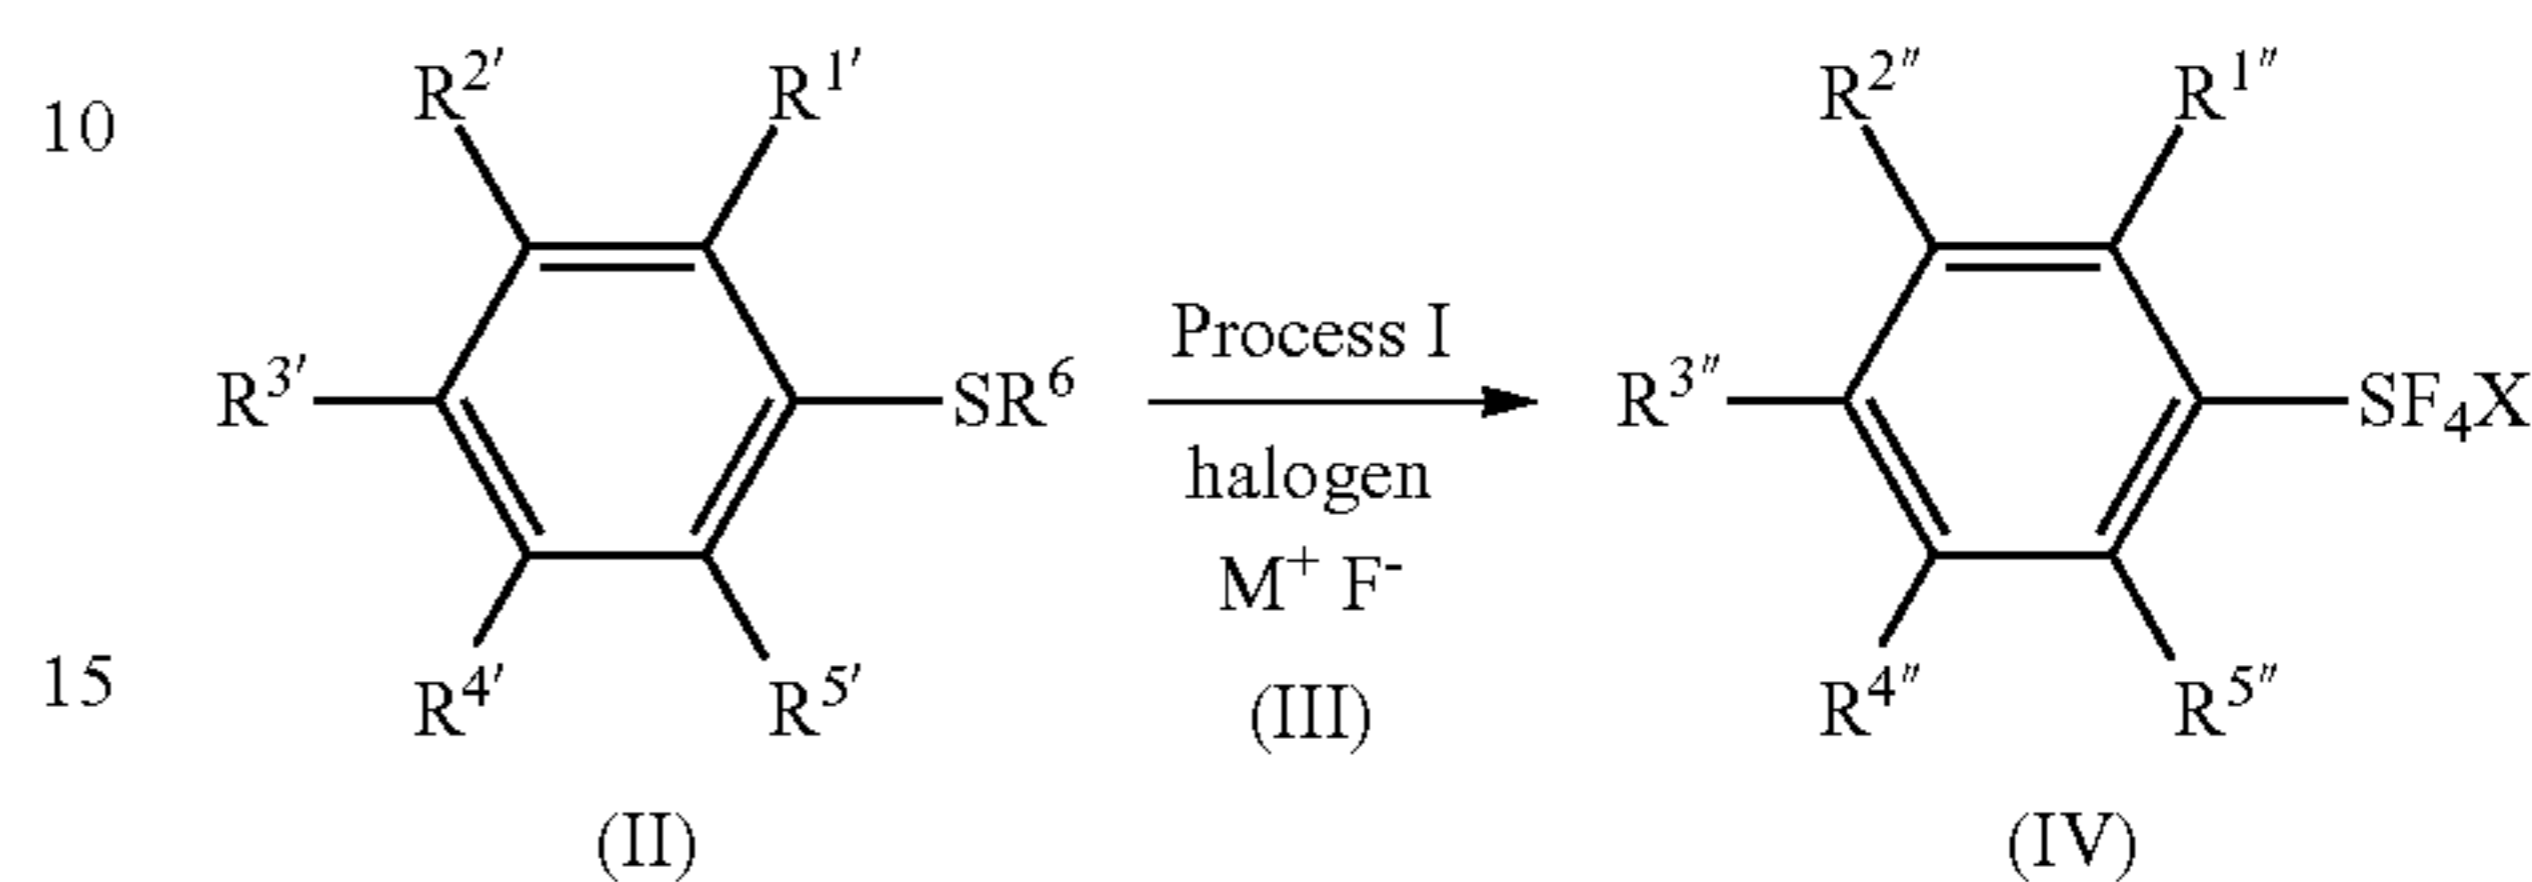 10 R2′ R1′ R2″ R1″
R3′ SR6 Process I R3″ SF4X
halogen
M+ F-
15 R4′ R5′ (III) R4″ R5″
(II) (IV)